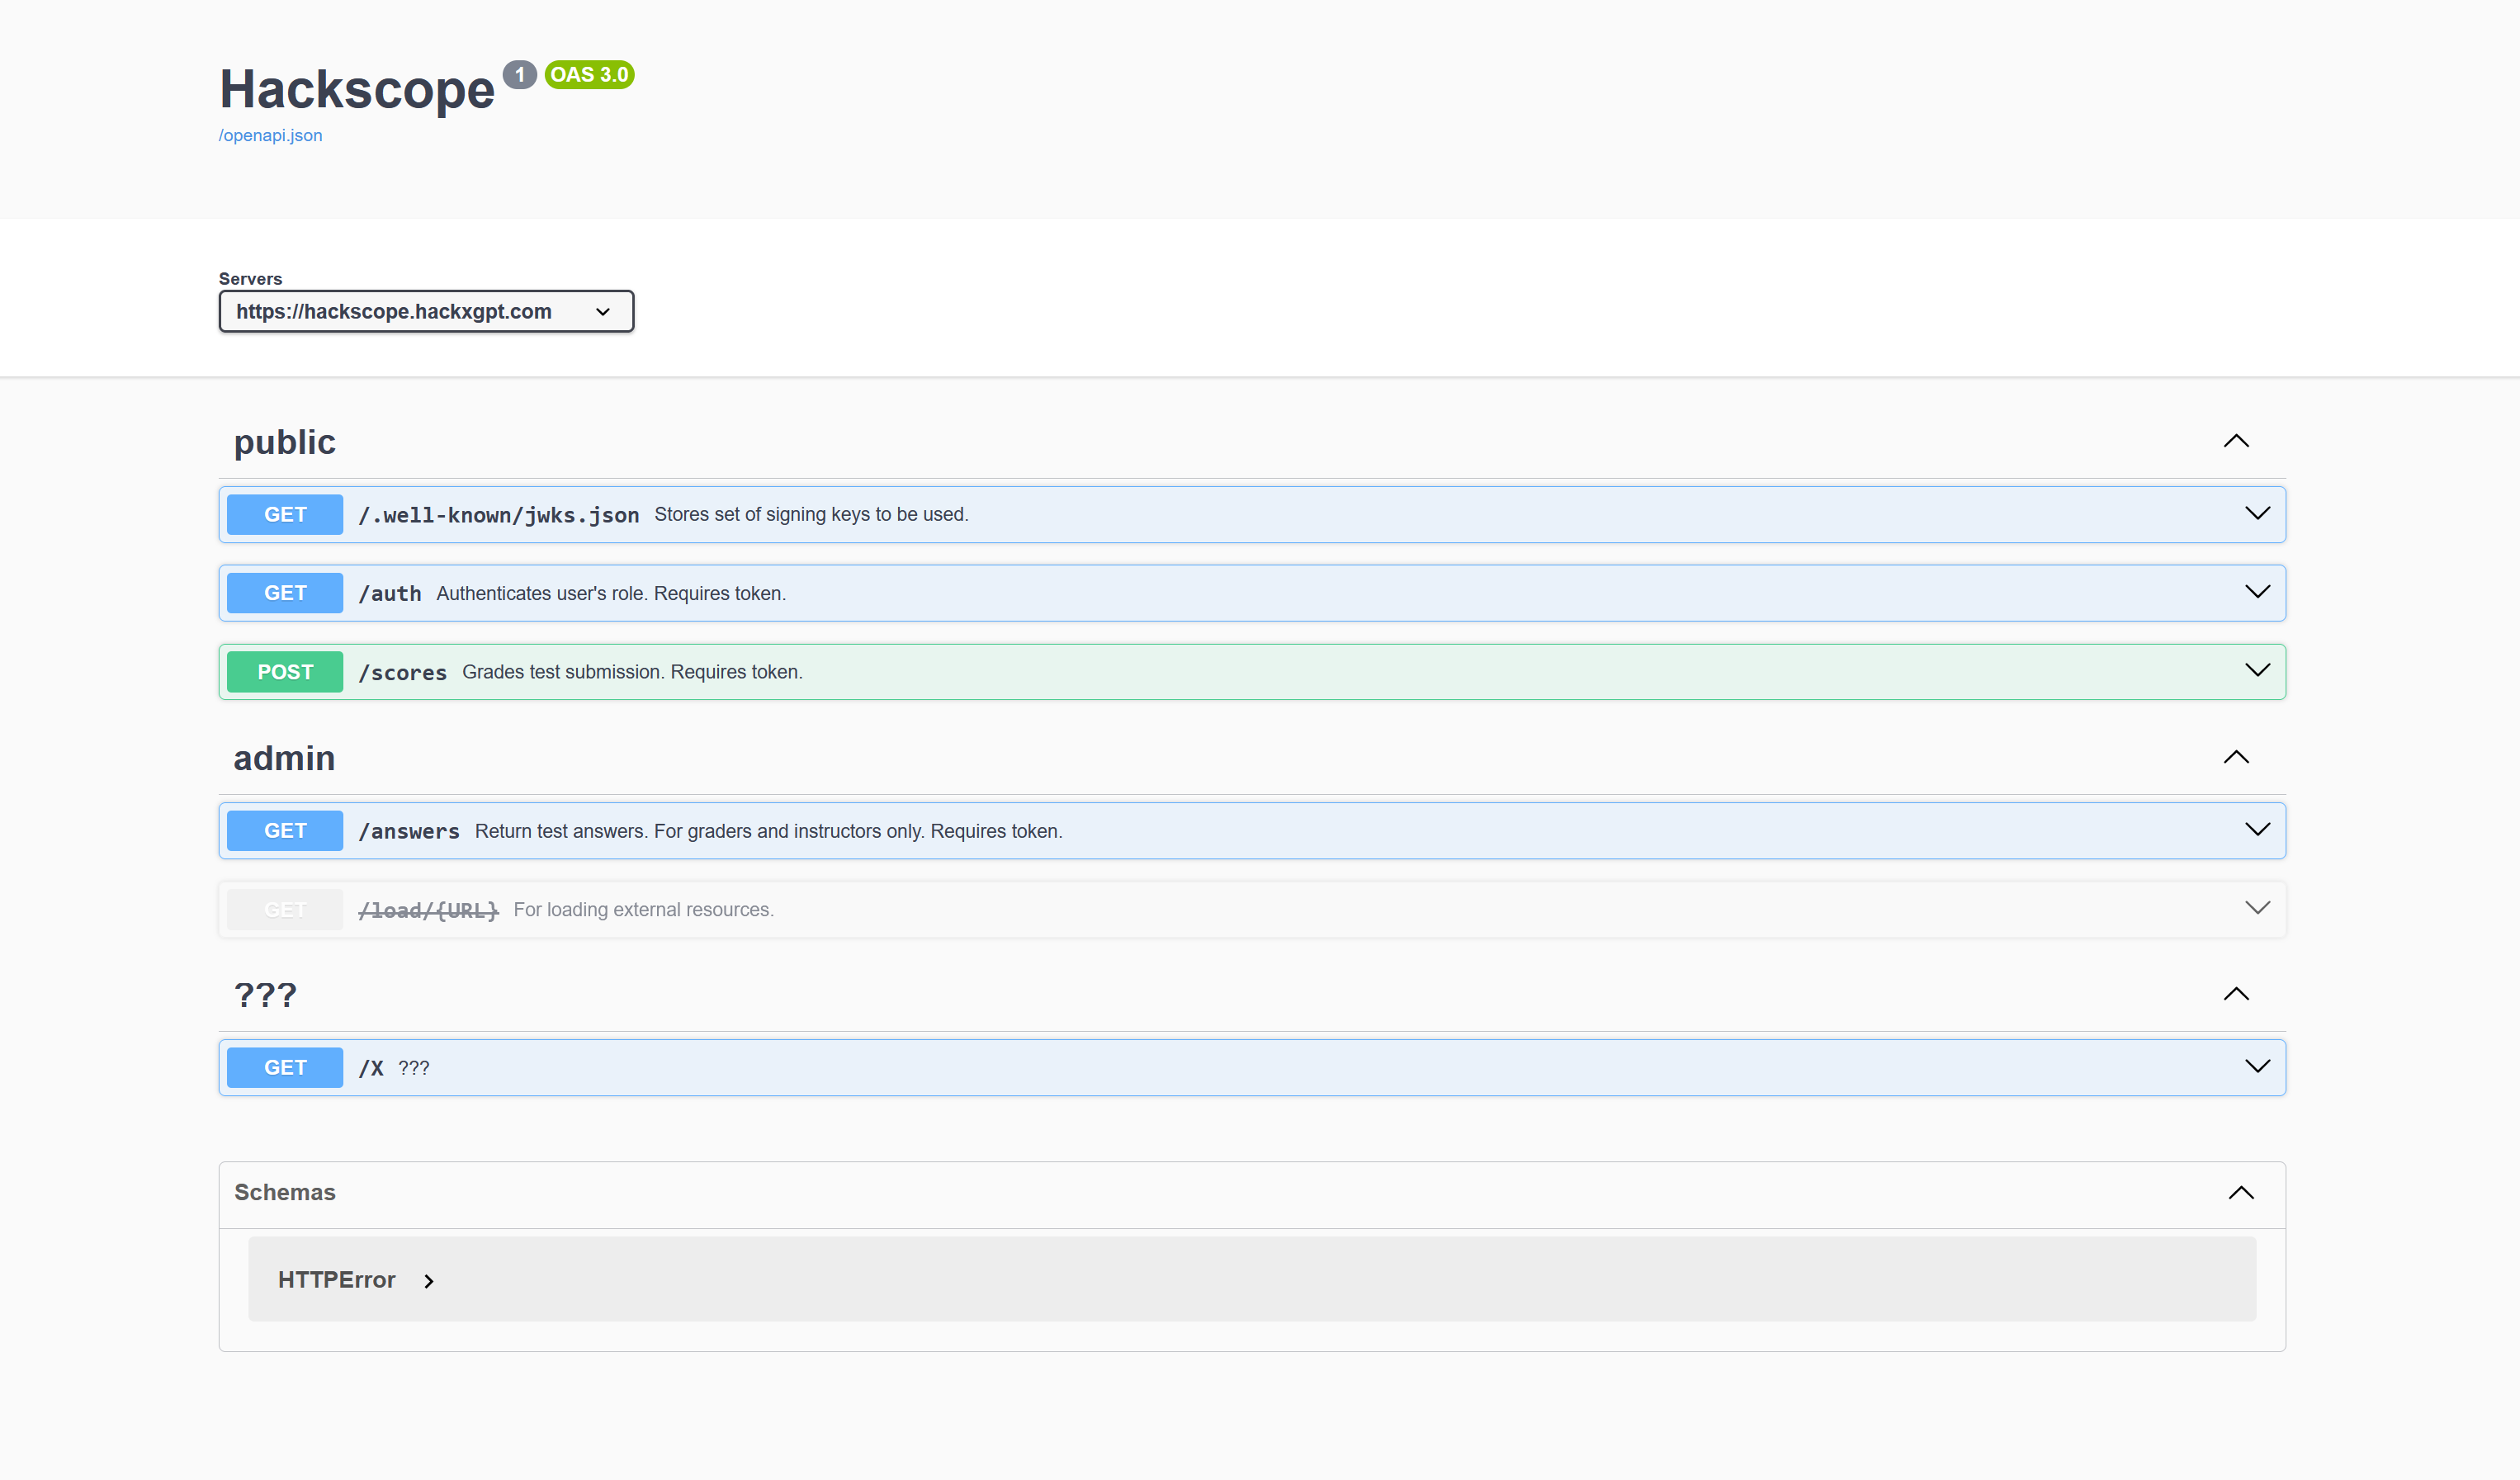 Hackscope 1 OAS 3.0
/openapi.json
Servers
https://hackscope.hackxgpt.com
public
GET /.well-known/jwks.json Stores set of signing keys to be used.
GET /auth Authenticates user's role. Requires token.
POST /scores Grades test submission. Requires token.
admin
GET /answers Return test answers. For graders and instructors only. Requires token.
GET /load/{URL} For loading external resources.
???
GET /X ???
Schemas
HTTPError